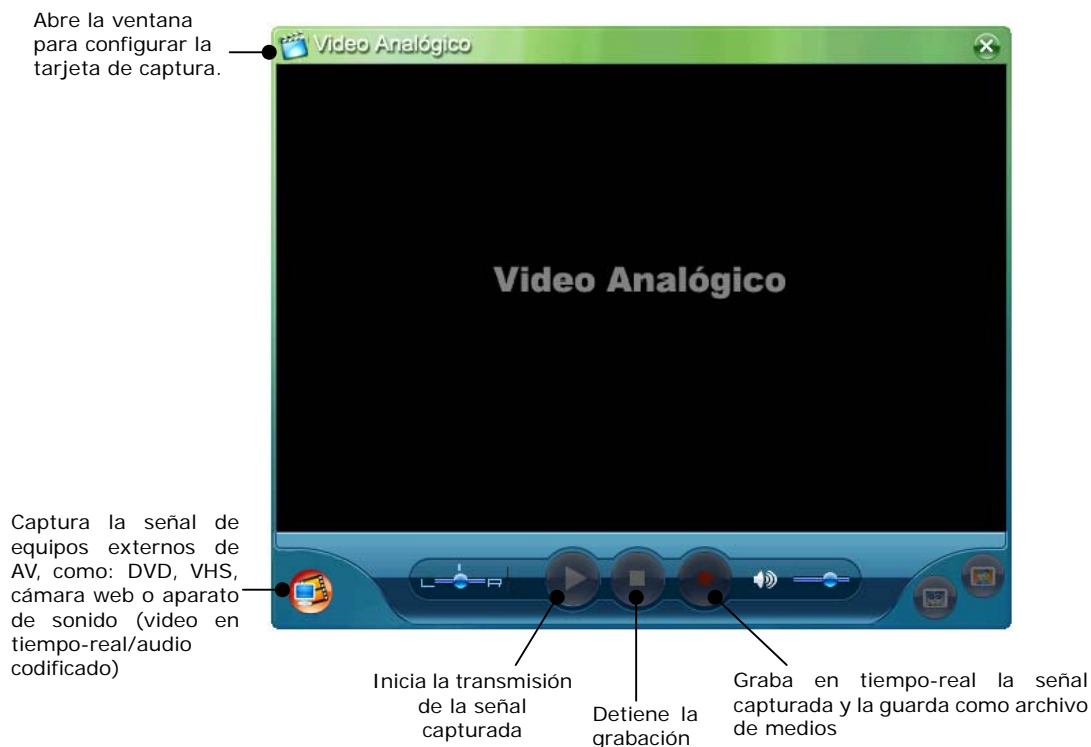 Abre la ventana
para configurar la
tarjeta de captura.
Video Analógico
Video Analógico
Captura la señal de
equipos externos de
AV, como: DVD, VHS,
cámara web o aparato
de sonido (video en
tiempo-real/audio
codificado)
L R
Inicia la transmisión
de la señal
capturada
Detiene la
grabación
Graba en tiempo-real la señal
capturada y la guarda como archivo
de medios